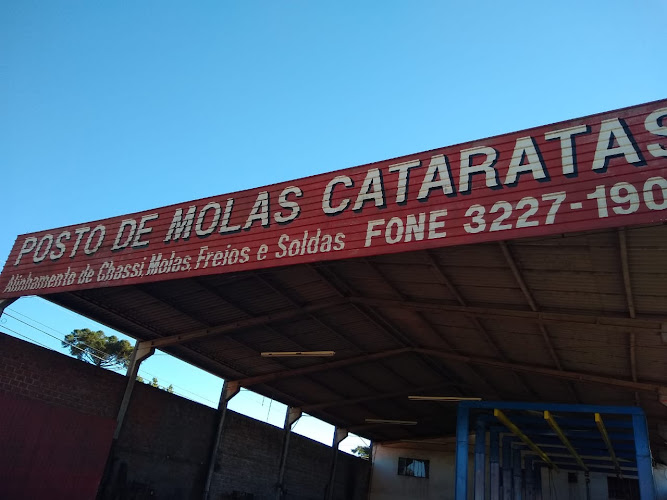 POSTO DE MOLAS CATARATAS
Alinhamento de Chassi, Molas, Freios e Soldas FONE 3227-190